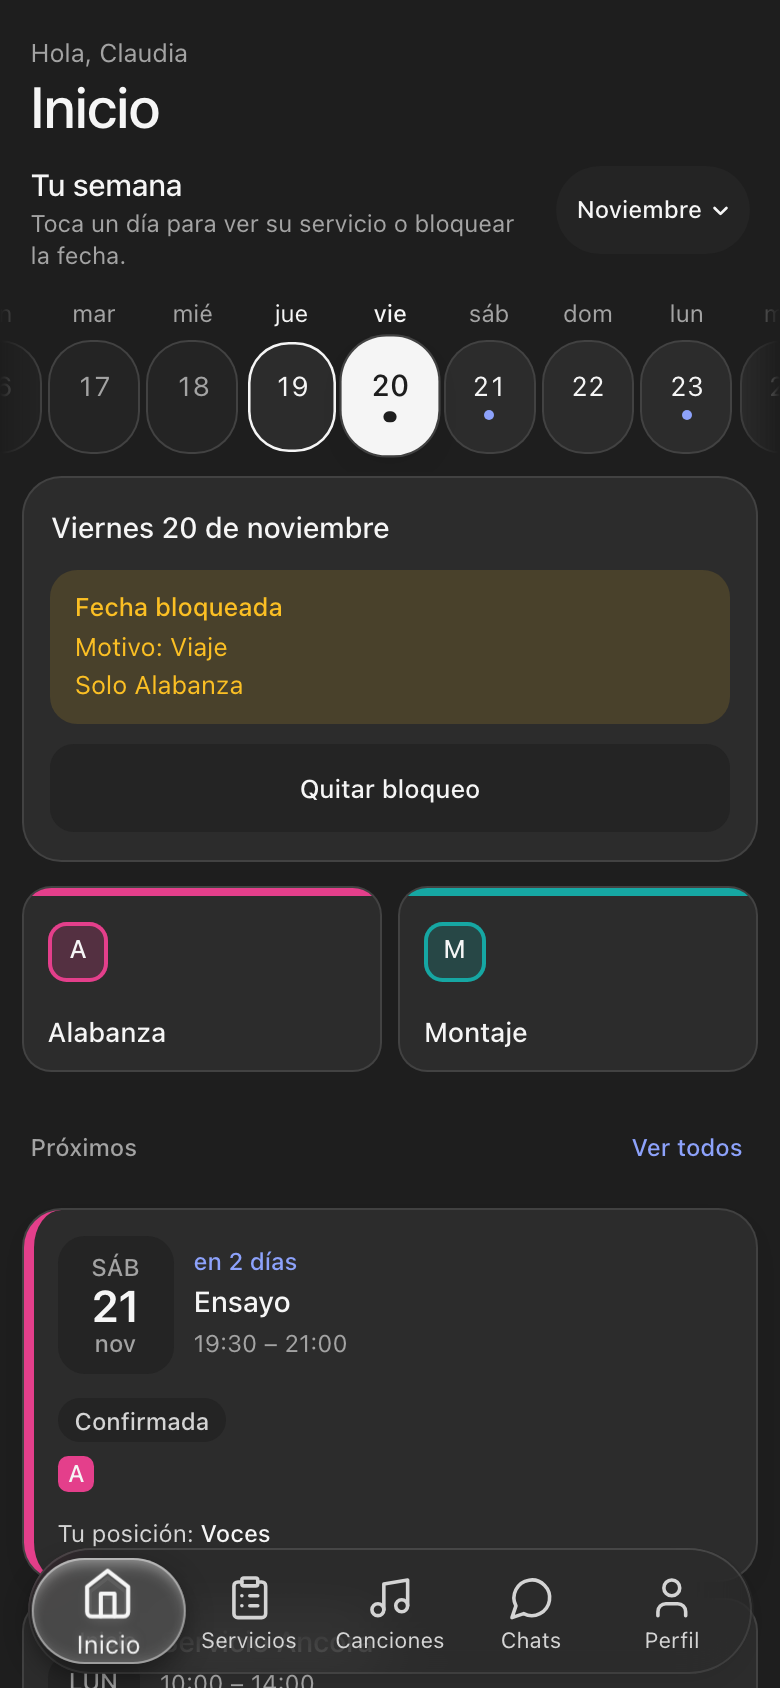 Hola, Claudia
Inicio
Tu semana
Toca un día para ver su servicio o bloquear
la fecha.
Noviembre
mar mié jue vie sáb dom lun
17 18 19 20 21 22 23
Viernes 20 de noviembre
Fecha bloqueada
Motivo: Viaje
Solo Alabanza
Quitar bloqueo
A
Alabanza
M
Montaje
Próximos
Ver todos
SÁB
21
nov
en 2 días
Ensayo
19:30 – 21:00
Confirmada
A
Tu posición: Voces
Inicio Servicios Canciones Chats Perfil
LUN
10:00 – 14:00